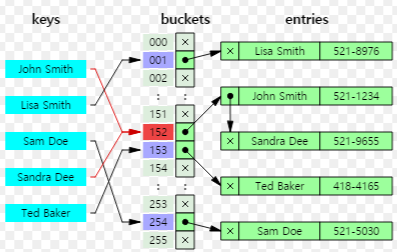 keys
buckets
entries
John Smith
Lisa Smith
Sam Doe
Sandra Dee
Ted Baker
000 ×
001
002 ×
: :
151 ×
152
153
154 ×
: :
253 ×
254
255 ×
× Lisa Smith 521-8976
John Smith 521-1234
× Sandra Dee 521-9655
× Ted Baker 418-4165
× Sam Doe 521-5030